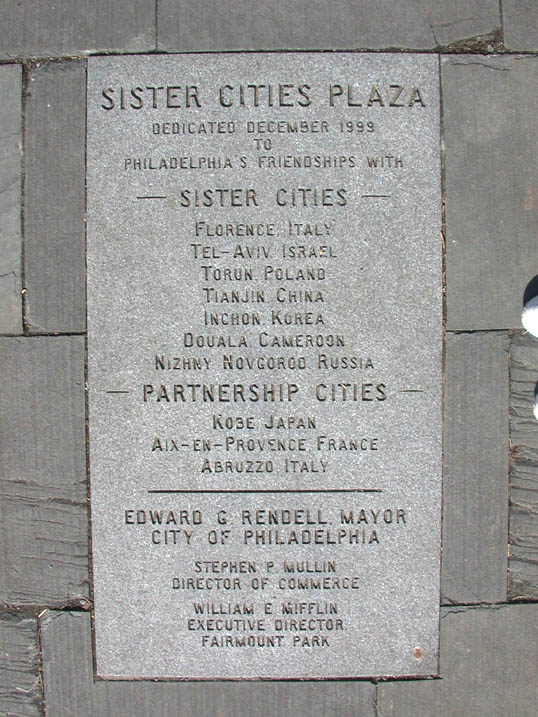 SISTER CITIES PLAZA
DEDICATED DECEMBER 1999
TO
PHILADELPHIA'S FRIENDSHIPS WITH
— SISTER CITIES —
FLORENCE, ITALY
TEL-AVIV, ISRAEL
TORUN, POLAND
TIANJIN, CHINA
INCHON, KOREA
DOUALA, CAMEROON
NIZHNY NOVGOROD, RUSSIA
— PARTNERSHIP CITIES —
KOBE, JAPAN
AIX-EN-PROVENCE, FRANCE
ABRUZZO, ITALY
EDWARD G. RENDELL, MAYOR
CITY OF PHILADELPHIA
STEPHEN P. MULLIN
DIRECTOR OF COMMERCE
WILLIAM E. MIFFLIN
EXECUTIVE DIRECTOR
FAIRMOUNT PARK